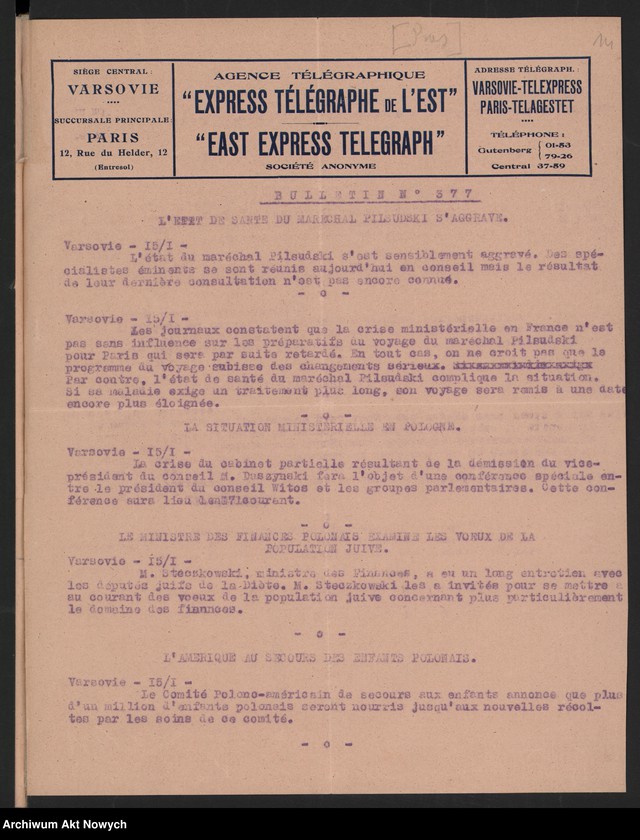 [Pras]
14
SIÈGE CENTRAL:
VARSOVIE
SUCCURSALE PRINCIPALE:
PARIS
12, Rue du Helder, 12
(Entresol)
AGENCE TÉLÉGRAPHIQUE
"EXPRESS TÉLÉGRAPHE DE L'EST"
"EAST EXPRESS TELEGRAPH"
SOCIÉTÉ ANONYME
ADRESSE TÉLÉGRAPH.:
VARSOVIE-TELEXPRESS
PARIS-TELAGESTET
TÉLÉPHONE:
Gutenberg { 01-53
79-26
Central 37-59
BULLETIN N° 377
L'ETAT DE SANTE DU MARECHAL PILSUDSKI S'AGGRAVE.
Varsovie - 15/I -
L'état du maréchal Pilsudski s'est sensiblement aggravé. Des spé-
cialistes éminents se sont réunis aujourd'hui en conseil mais le résultat
de leur dernière consultation n'est pas encore connué.
- o -
Varsovie - 15/I -
Les journaux constatent que la crise ministérielle en France n'est
pas sans influence sur les préparatifs du voyage du maréchal Pilsudski
pour Paris qui sera par suite retardé. En tout cas, on ne croit pas que le
programme du voyage subisse des changements sérieux.
Par contre, l'état de santé du maréchal Pilsudski complique la situation.
Si sa maladie exige un traitement plus long, son voyage sera remis à une date
encore plus éloignée.
- o -
LA SITUATION MINISTERIELLE EN POLOGNE.
Varsovie - 15/I -
La crise du cabinet partielle résultant de la démission du vice-
président du conseil M. Daszynski fera l'objet d'une conférence spéciale en-
tre le président du conseil Witos et les groupes parlementaires. Cette con-
férence aura lieu courant.
- o -
LE MINISTRE DES FINANCES POLONAIS EXAMINE LES VOEUX DE LA
POPULATION JUIVE.
Varsovie - 15/I -
M. Steczkowski, ministre des Finances, a eu un long entretien avec
les députés juifs de la Diète. M. Steczkowski les a invités pour se mettre a
au courant des voeux de la population juive concernant plus particulièrement
le domaine des finances.
- o -
L'AMERIQUE AU SECOURS DES ENFANTS POLONAIS.
Varsovie - 15/I -
Le Comité Polono-américain de secours aux enfants annonce que plus
d'un million d'enfants polonais seront nourris jusqu'aux nouvelles récol-
tes par les soins de ce comité.
- o -
Archiwum Akt Nowych